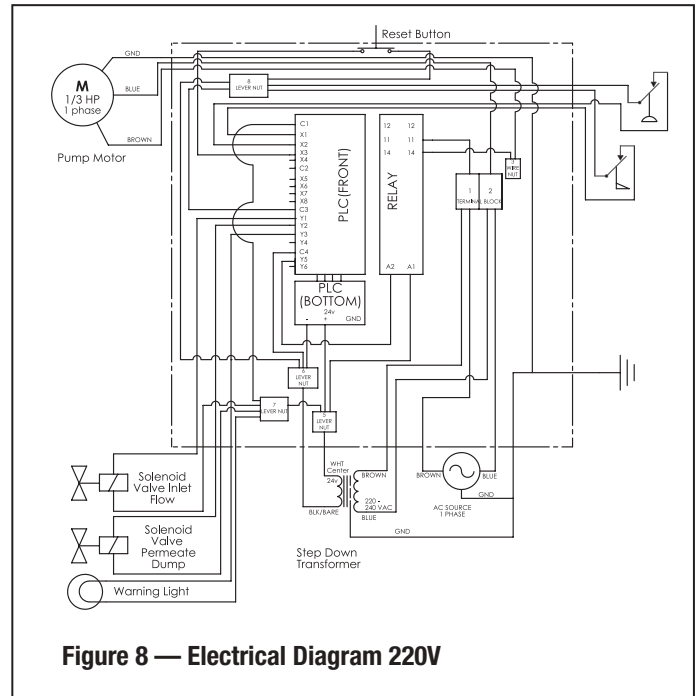 Reset Button
GND
M
1/3 HP
1 phase
BLUE
BROWN
Pump Motor
8
LEVER NUT
C1
X1
X2
X3
X4
C2
X5
X6
X7
X8
C3
Y1
Y2
Y3
Y4
C4
Y5
Y6
PLC(FRONT)
12
11
14
12
11
14
RELAY
A2
A1
3
WIRE
NUT
1
2
TERMINAL BLOCK
PLC
(BOTTOM)
24v
-
+
GND
6
LEVER
NUT
7
LEVER NUT
5
LEVER
NUT
WHT
Center
24v
BROWN
BLK/BARE
220 -
240 VAC
BLUE
GND
BROWN
BLUE
GND
AC SOURCE
1 PHASE
Solenoid
Valve Inlet
Flow
Solenoid
Valve
Permeate
Dump
Step Down
Transformer
Warning Light
Figure 8 — Electrical Diagram 220V